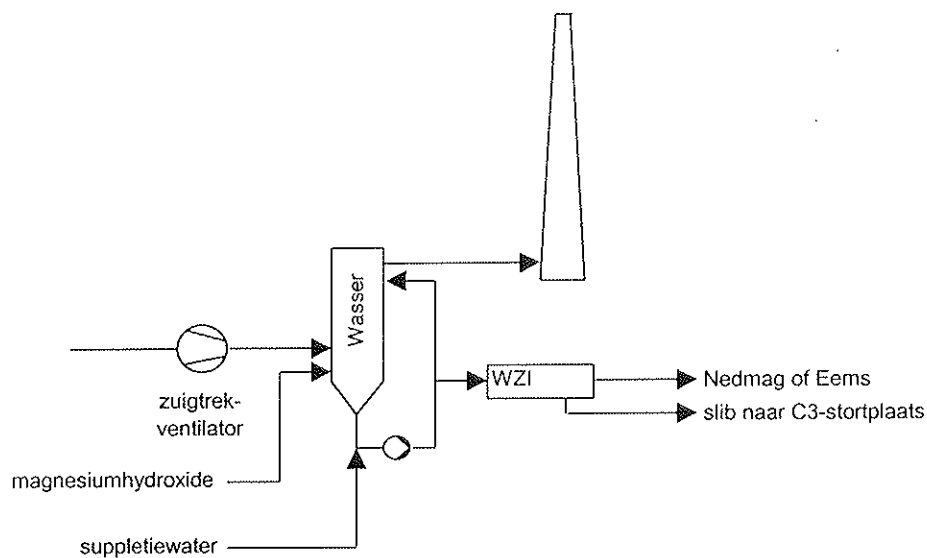 Wasser
WZI
Nedmag of Eems
slib naar C3-stortplaats
zuigtrek-
ventilator
magnesiumhydroxide
suppletiewater